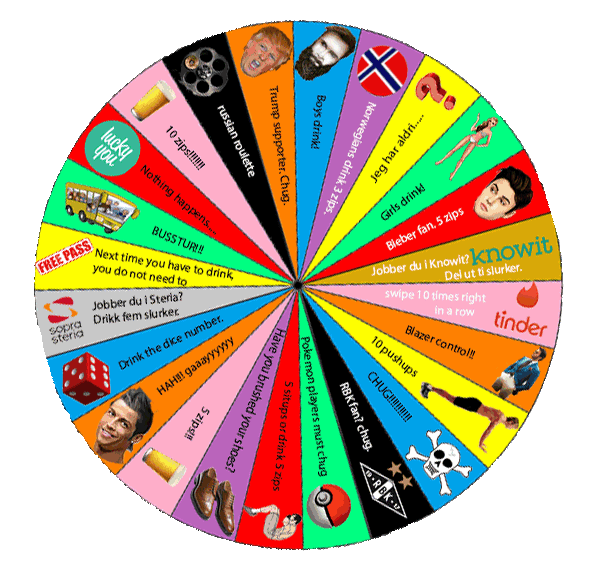 Boys drink!
Norwegians drink 3 zips.
Jeg har aldri....
Girls drink!
Bieber fan. 5 zips
Jobber du i Knowit?
Del ut ti slurker.
knowit
swipe 10 times right
in a row
tinder
Blazer control!!
10 pushups
CHUG!!!!!!!!!!!
RBK fan? chug.
RBK
Pokemon players must chug
5 situps or drink 5 zips
Have you brushed your shoes?
5 zips!!
HAH!! gaaayyyyyy
Drink the dice number.
Jobber du i Steria?
Drikk fem slurker.
sopra
steria
Next time you have to drink,
you do not need to
FREE PASS
BUSSTUR!!!
Nothing happens....
lucky
you
10 zips!!!!!!!
russian roulette
Trump supporter. Chug.